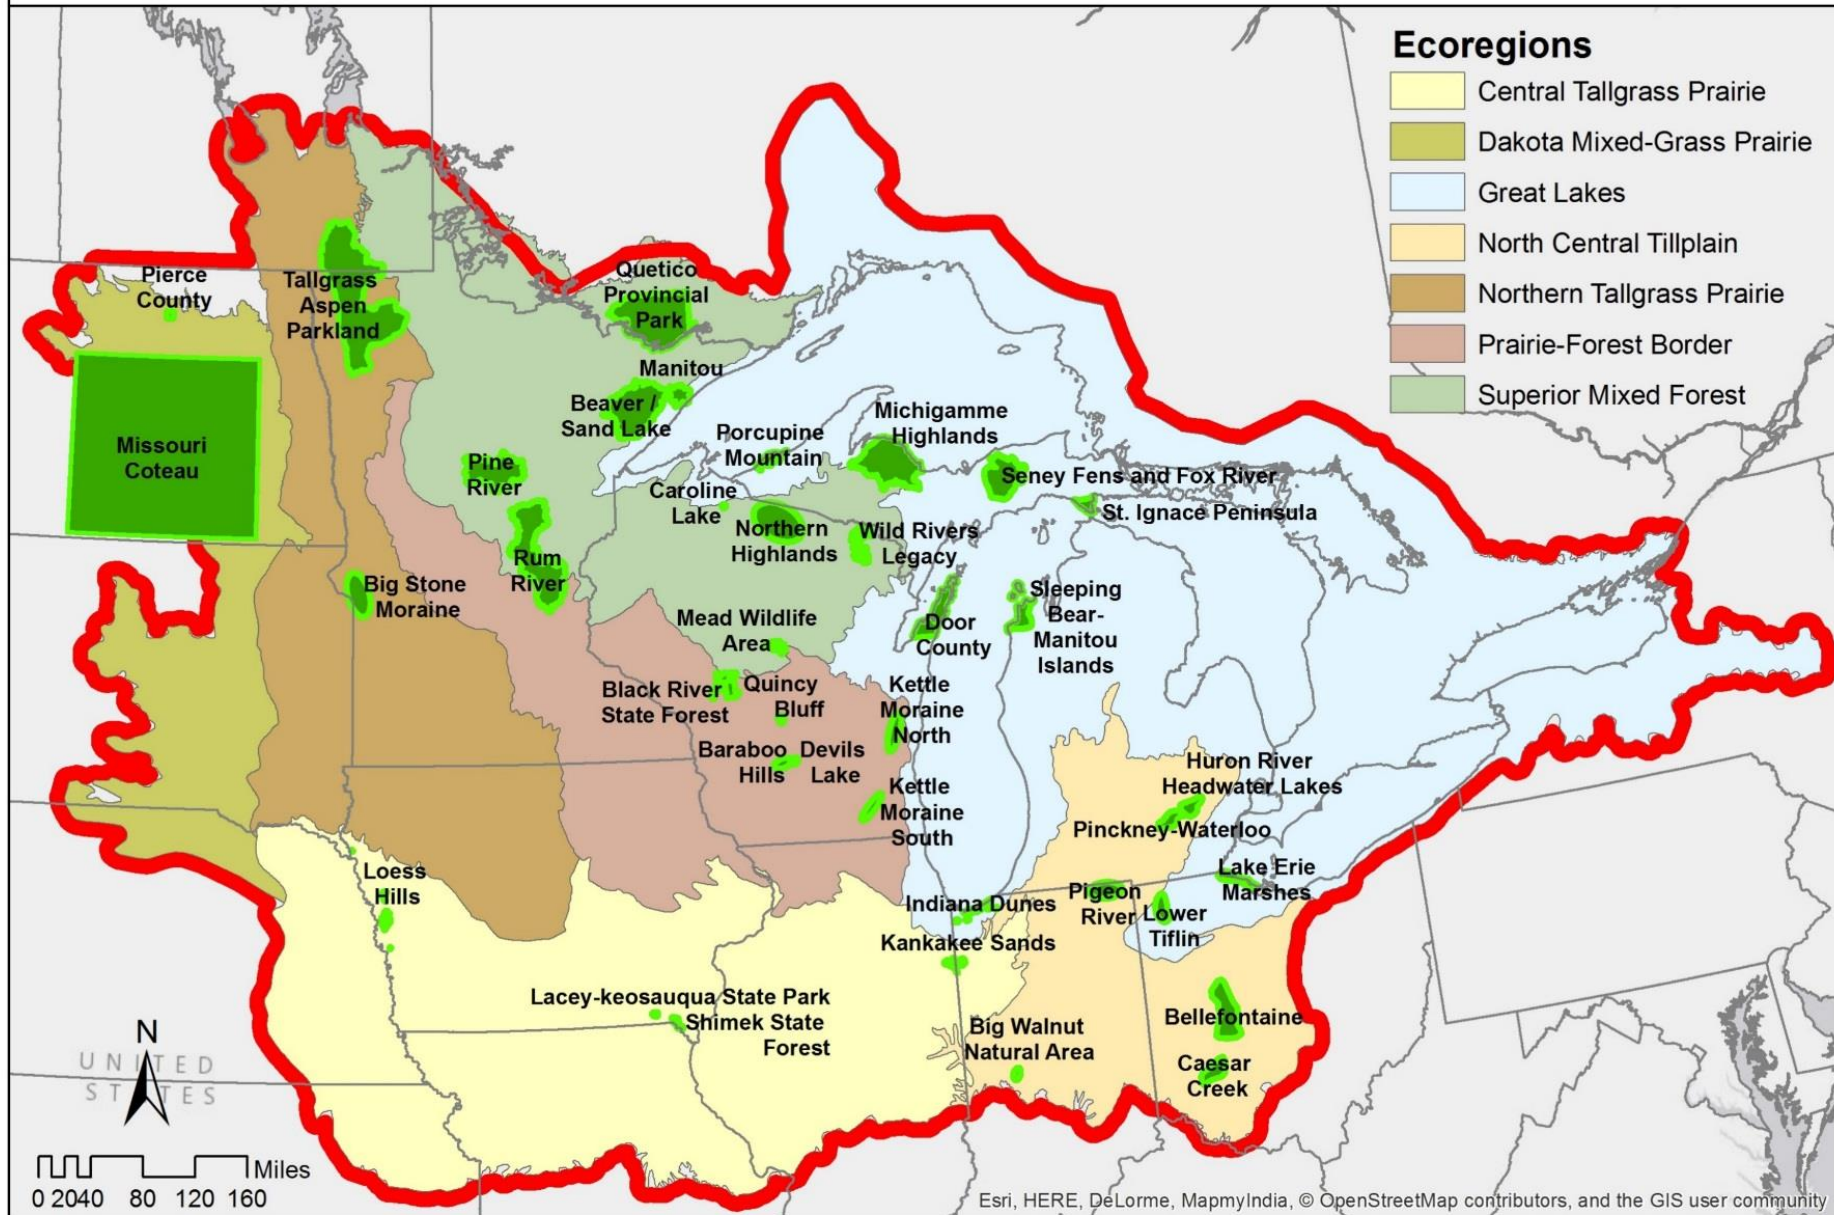 Ecoregions
Central Tallgrass Prairie
Dakota Mixed-Grass Prairie
Great Lakes
North Central Tillplain
Northern Tallgrass Prairie
Prairie-Forest Border
Superior Mixed Forest
Pierce
County
Tallgrass
Aspen
Parkland
Quetico
Provincial
Park
Missouri
Coteau
Manitou
Beaver /
Sand Lake
Porcupine
Mountain
Michigamme
Highlands
Pine
River
Seney Fens and Fox River
Caroline
Lake
St. Ignace Peninsula
Northern
Highlands
Wild Rivers
Legacy
Rum
River
Big Stone
Moraine
Sleeping
Bear-
Manitou
Islands
Door
County
Mead Wildlife
Area
Black River
State Forest
Quincy
Bluff
Kettle
Moraine
North
Baraboo
Hills
Devils
Lake
Kettle
Moraine
South
Huron River
Headwater Lakes
Pinckney-Waterloo
Loess
Hills
Lake Erie
Marshes
Indiana Dunes
Pigeon
River
Lower
Tiflin
Kankakee Sands
Lacey-keosauqua State Park
Shimek State
Forest
Big Walnut
Natural Area
Bellefontaine
Caesar
Creek
N
UNITED
STATES
Miles
0 2040 80 120 160
Esri, HERE, DeLorme, MapmyIndia, © OpenStreetMap contributors, and the GIS user community